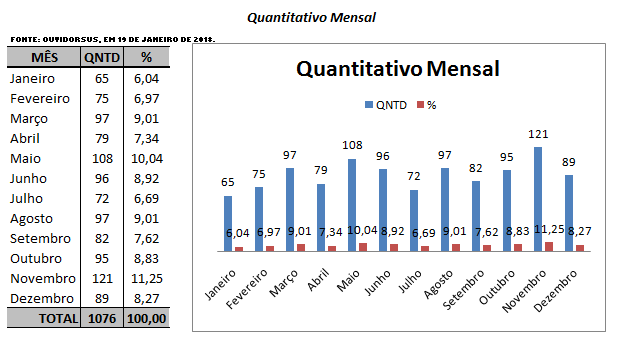 Quantitativo Mensal
FONTE: OUVIDORSUS, EM 19 DE JANEIRO DE 2018.
MÊS QNTD %
Janeiro 65 6,04
Fevereiro 75 6,97
Março 97 9,01
Abril 79 7,34
Maio 108 10,04
Junho 96 8,92
Julho 72 6,69
Agosto 97 9,01
Setembro 82 7,62
Outubro 95 8,83
Novembro 121 11,25
Dezembro 89 8,27
TOTAL 1076 100,00
Quantitativo Mensal
QNTD %
65 75 97 79 108 96 72 97 82 95 121 89
6,04 6,97 9,01 7,34 10,04 8,92 6,69 9,01 7,62 8,83 11,25 8,27
Janeiro Fevereiro Março Abril Maio Junho Julho Agosto Setembro Outubro Novembro Dezembro